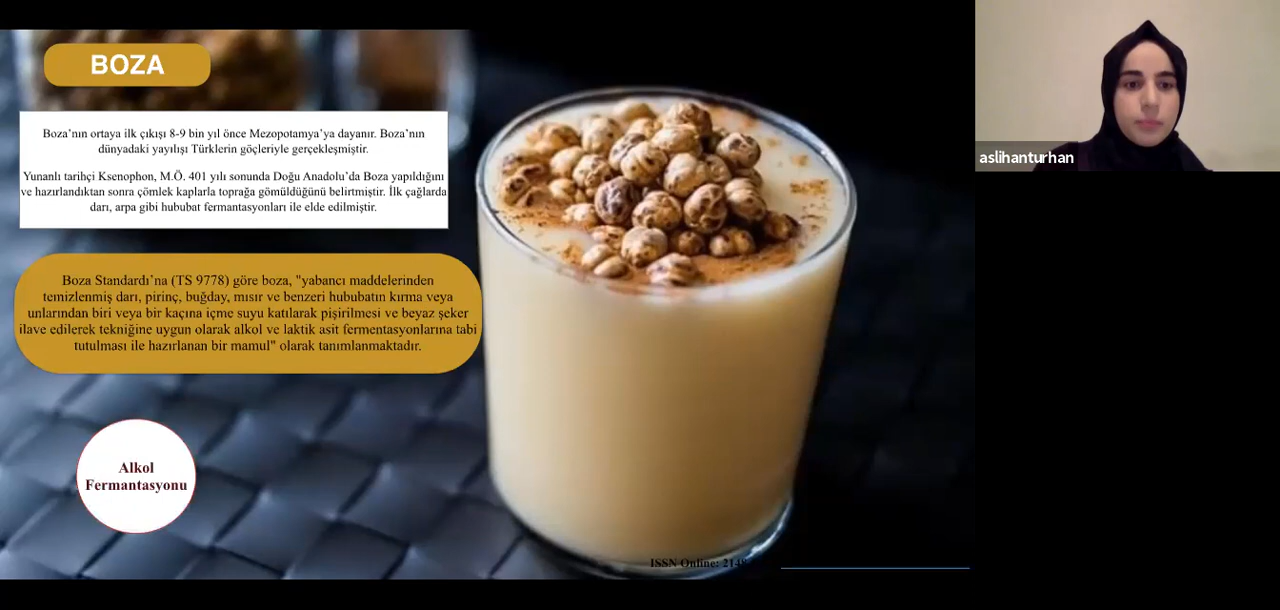 BOZA
Boza’nın ortaya ilk çıkışı 8-9 bin yıl önce Mezopotamya’ya dayanır. Boza’nın
dünyadaki yayılışı Türklerin göçleriyle gerçekleşmiştir.
Yunanlı tarihçi Ksenophon, M.Ö. 401 yılı sonunda Doğu Anadolu’da Boza yapıldığını
ve hazırlandıktan sonra çömlek kaplarla toprağa gömüldüğünü belirtmiştir. İlk çağlarda
darı, arpa gibi hububat fermantasyonları ile elde edilmiştir.
Boza Standardı’na (TS 9778) göre boza, "yabancı maddelerinden
temizlenmiş darı, pirinç, buğday, mısır ve benzeri hububatın kırma veya
unlarından biri veya bir kaçına içme suyu katılarak pişirilmesi ve beyaz şeker
ilave edilerek tekniğine uygun olarak alkol ve laktik asit fermentasyonlarına tabi
tutulması ile hazırlanan bir mamul" olarak tanımlanmaktadır.
Alkol
Fermantasyonu
ISSN Online:
aslihanturhan